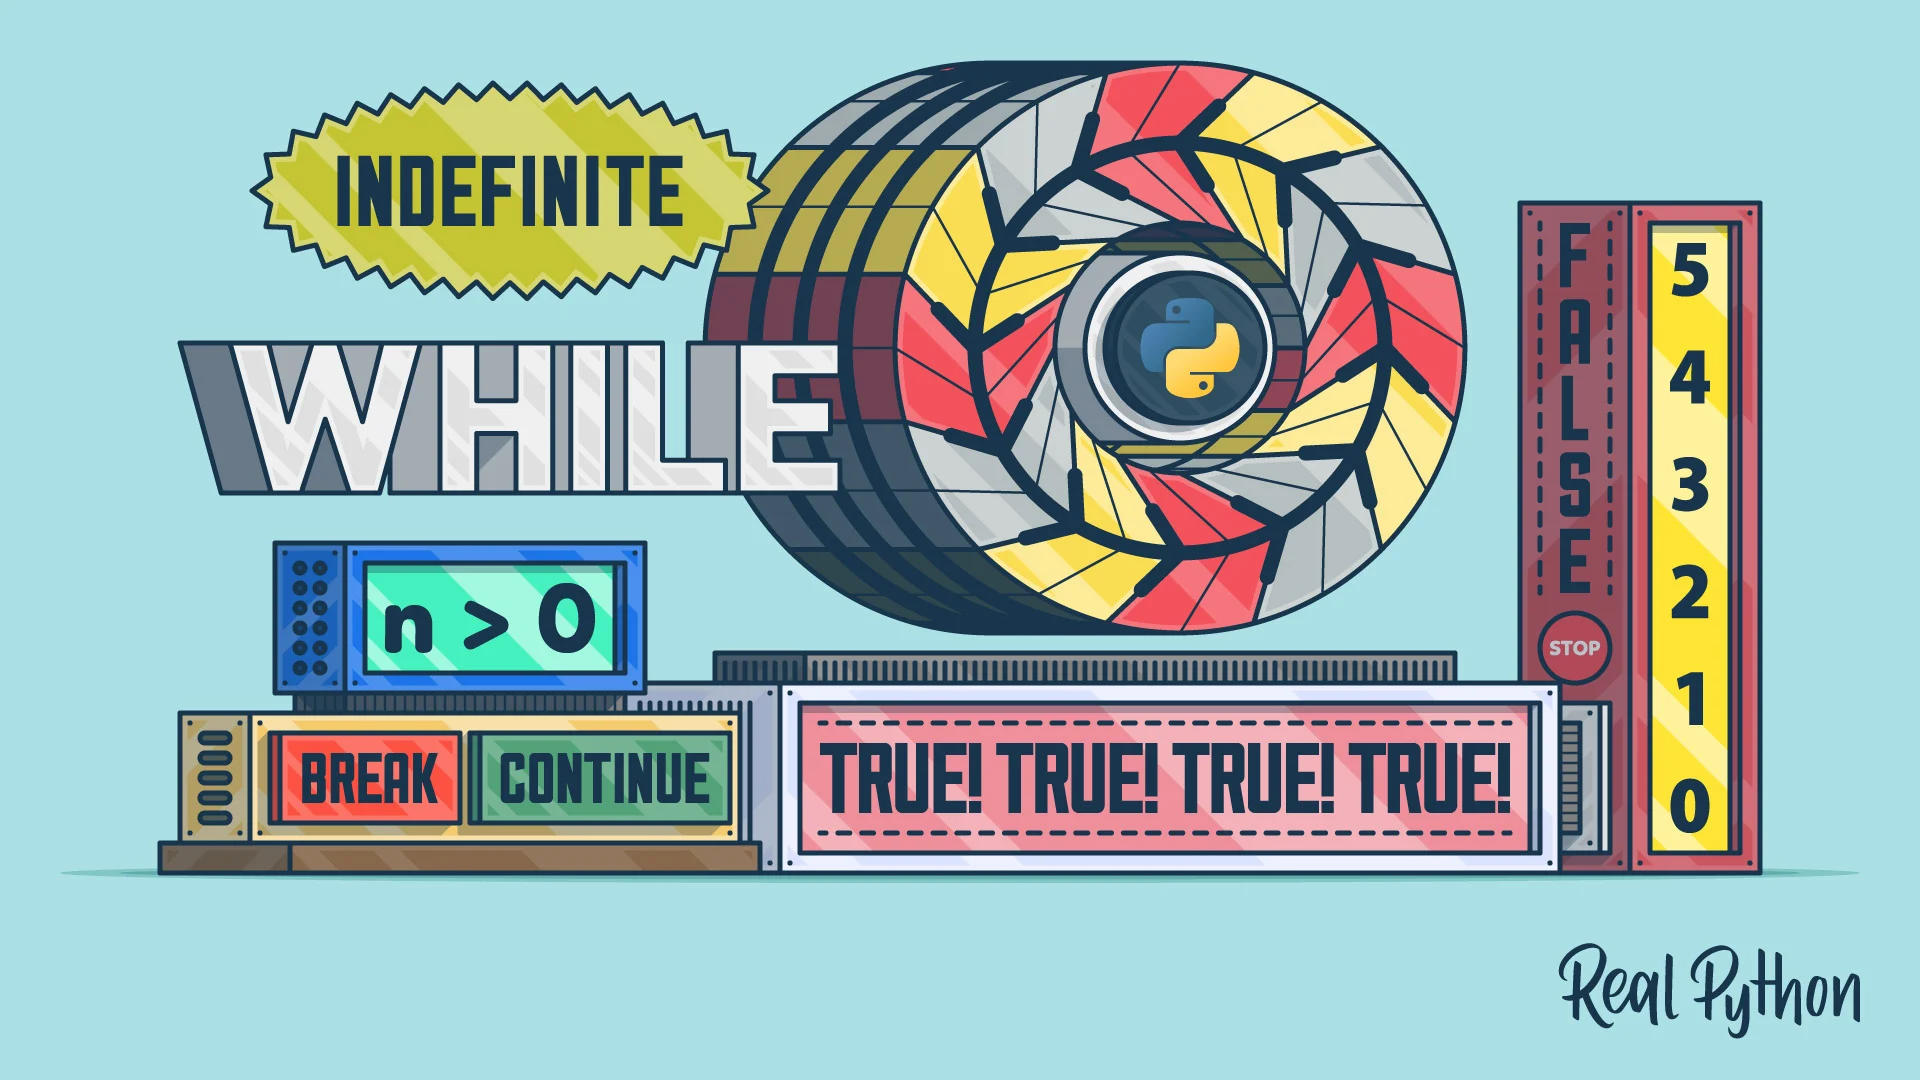 INDEFINITE
WHILE
n > 0
BREAK CONTINUE
TRUE! TRUE! TRUE! TRUE!
FALSE
STOP
5
4
3
2
1
0
Real Python